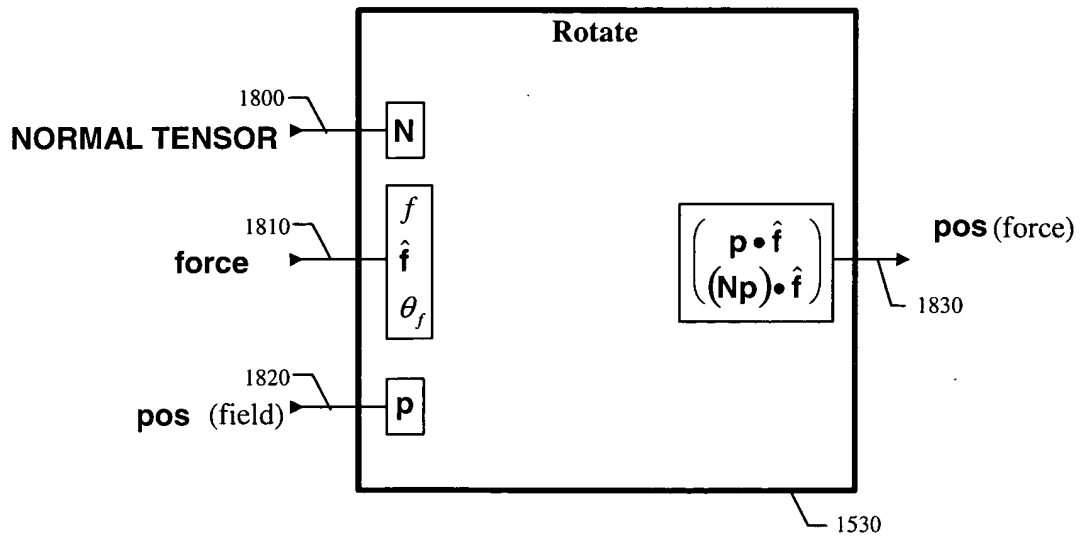 Rotate
1800
NORMAL TENSOR
N
1810
force
f
f̂
θ_f
1820
pos (field)
p
p • f̂
(Np) • f̂
pos (force)
1830
1530